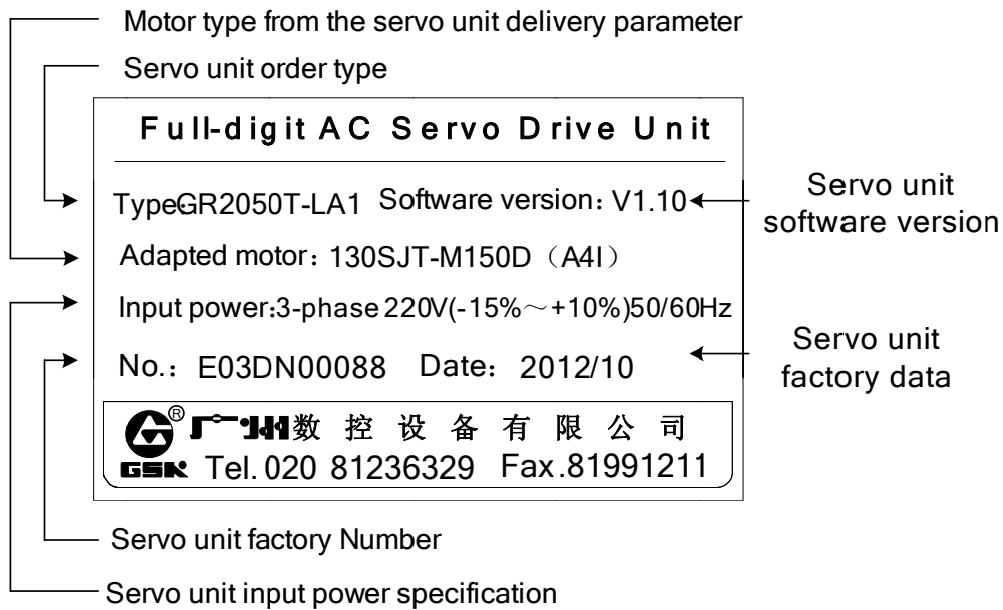 Motor type from the servo unit delivery parameter
Servo unit order type
Full-digit AC Servo Drive Unit
Type:GR2050T-LA1 Software version：V1.10
Servo unit
software version
Adapted motor：130SJT-M150D（A4I）
Input power:3-phase 220V(-15%～+10%)50/60Hz
No.：E03DN00088 Date：2012/10
Servo unit
factory data
® 广州数控设备有限公司
GSK Tel. 020 81236329 Fax.81991211
Servo unit factory Number
Servo unit input power specification